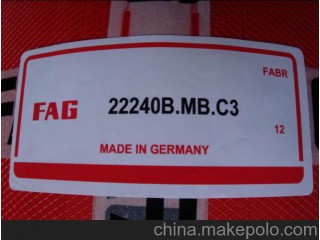 FABR
FAG 22240B.MB.C3
12
MADE IN GERMANY
china.makepolo.com